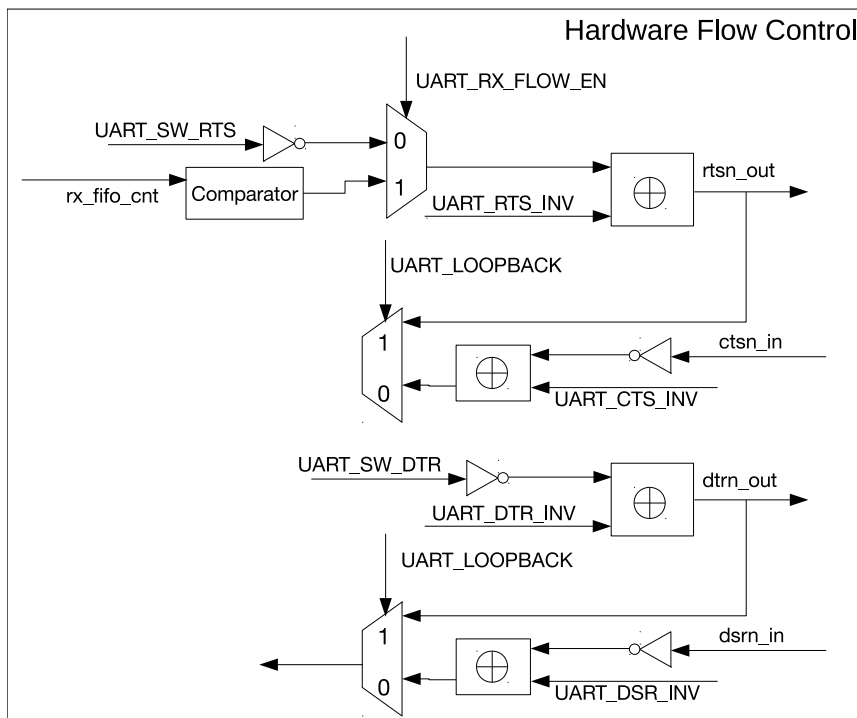 Hardware Flow Control
UART_RX_FLOW_EN
UART_SW_RTS
0
rtsn_out
rx_fifo_cnt
Comparator
1
UART_RTS_INV
UART_LOOPBACK
1
ctsn_in
0
UART_CTS_INV
UART_SW_DTR
dtrn_out
UART_DTR_INV
UART_LOOPBACK
1
dsrn_in
0
UART_DSR_INV